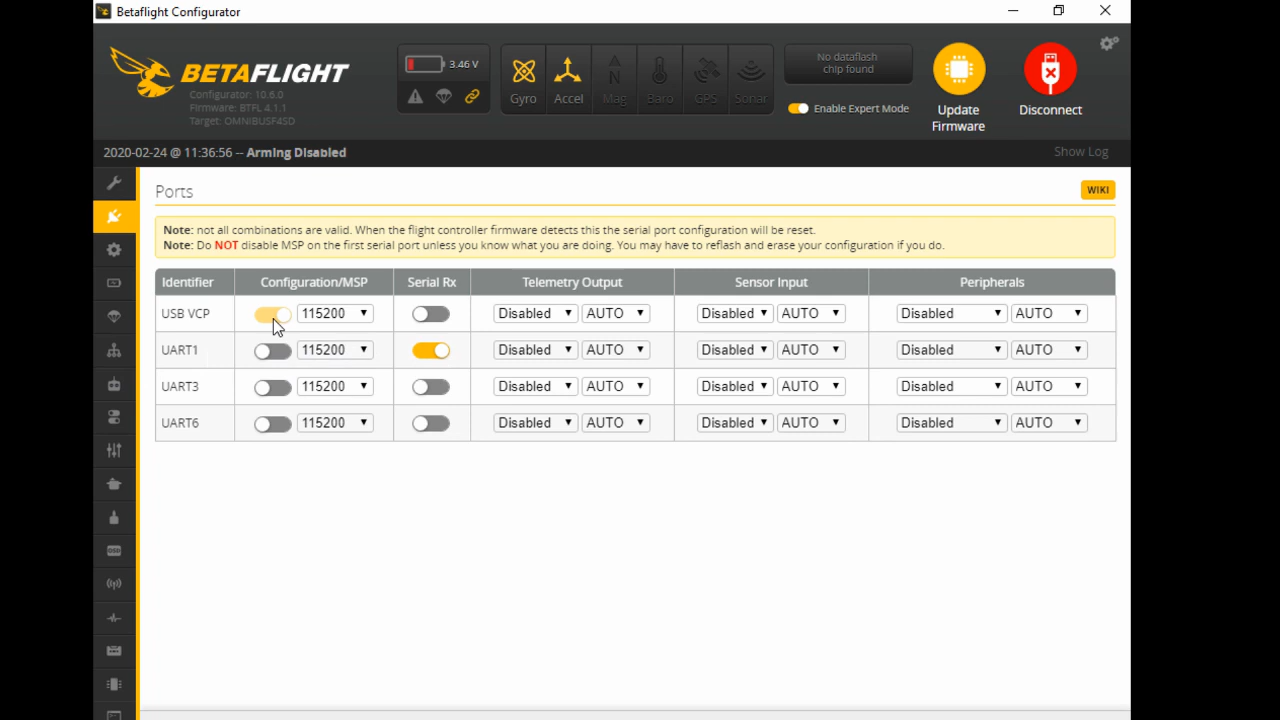 Betaflight Configurator
BETAFLIGHT
Configurator: 10.6.0
Firmware: BTFL 4.1.1
Target: OMNIBUSF4SD
3.46 V
Gyro Accel Mag Baro GPS Sonar
No dataflash
chip found
Enable Expert Mode
Update
Firmware
Disconnect
2020-02-24 @ 11:36:56 -- Arming Disabled
Show Log
Ports
WIKI
Note: not all combinations are valid. When the flight controller firmware detects this the serial port configuration will be reset.
Note: Do NOT disable MSP on the first serial port unless you know what you are doing. You may have to reflash and erase your configuration if you do.
Identifier Configuration/MSP Serial Rx Telemetry Output Sensor Input Peripherals
USB VCP 115200 Disabled AUTO Disabled AUTO Disabled AUTO
UART1 115200 Disabled AUTO Disabled AUTO Disabled AUTO
UART3 115200 Disabled AUTO Disabled AUTO Disabled AUTO
UART6 115200 Disabled AUTO Disabled AUTO Disabled AUTO
OSD